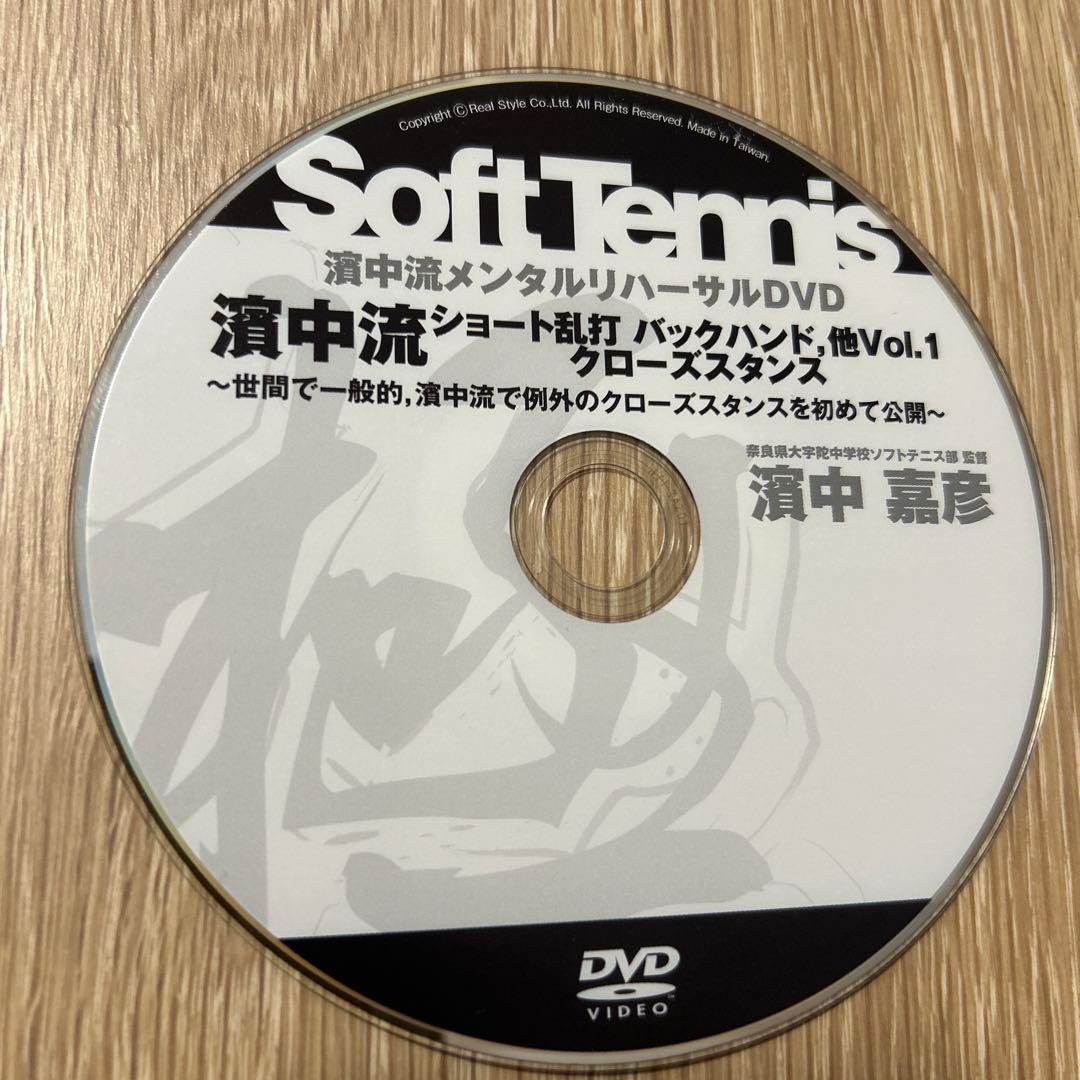 Copyright ©Real Style Co.,Ltd. All Rights Reserved. Made in Taiwan.
Soft Tennis
濱中流メンタルリハーサルDVD
濱中流ショート乱打 バックハンド,他Vol.1
クローズスタンス
～世間で一般的,濱中流で例外のクローズスタンスを初めて公開～
奈良県大宇陀中学校ソフトテニス部 監督
濱中 嘉彦
DVD
VIDEO